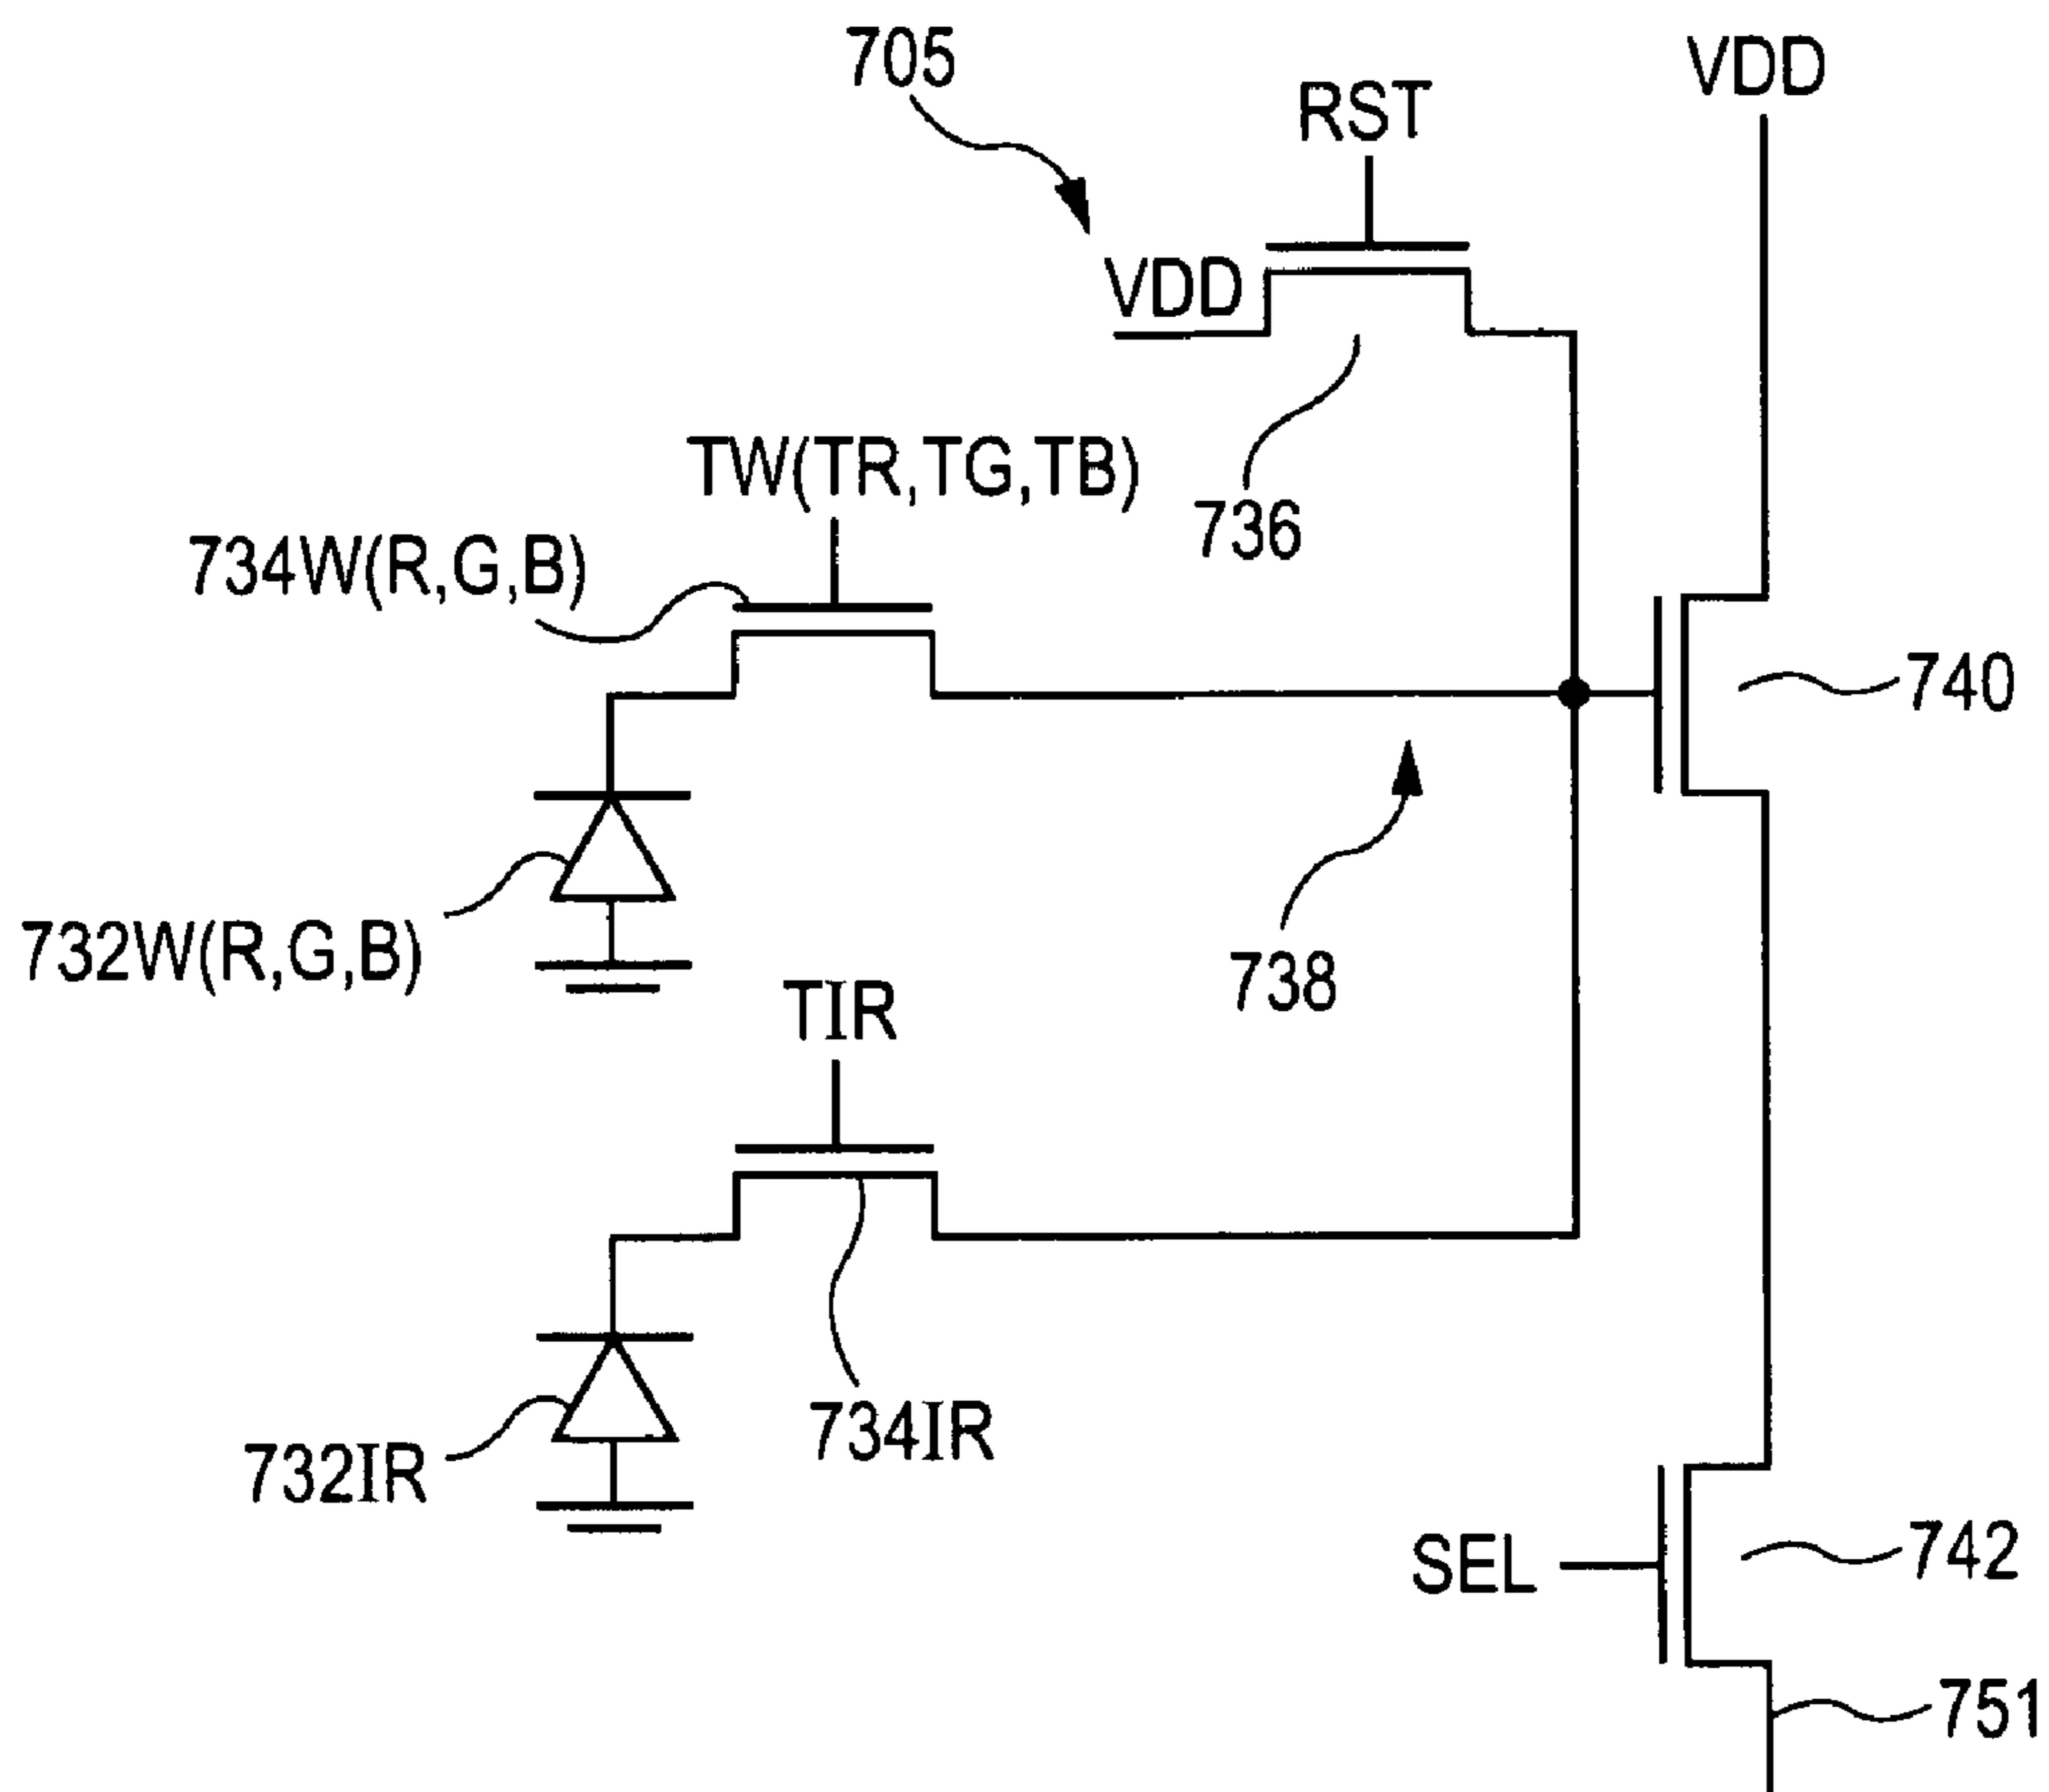 705
VDD
RST
VDD
TW(TR,TG,TB)
736
734W(R,G,B)
740
732W(R,G,B)
738
TIR
734IR
732IR
SEL
742
751